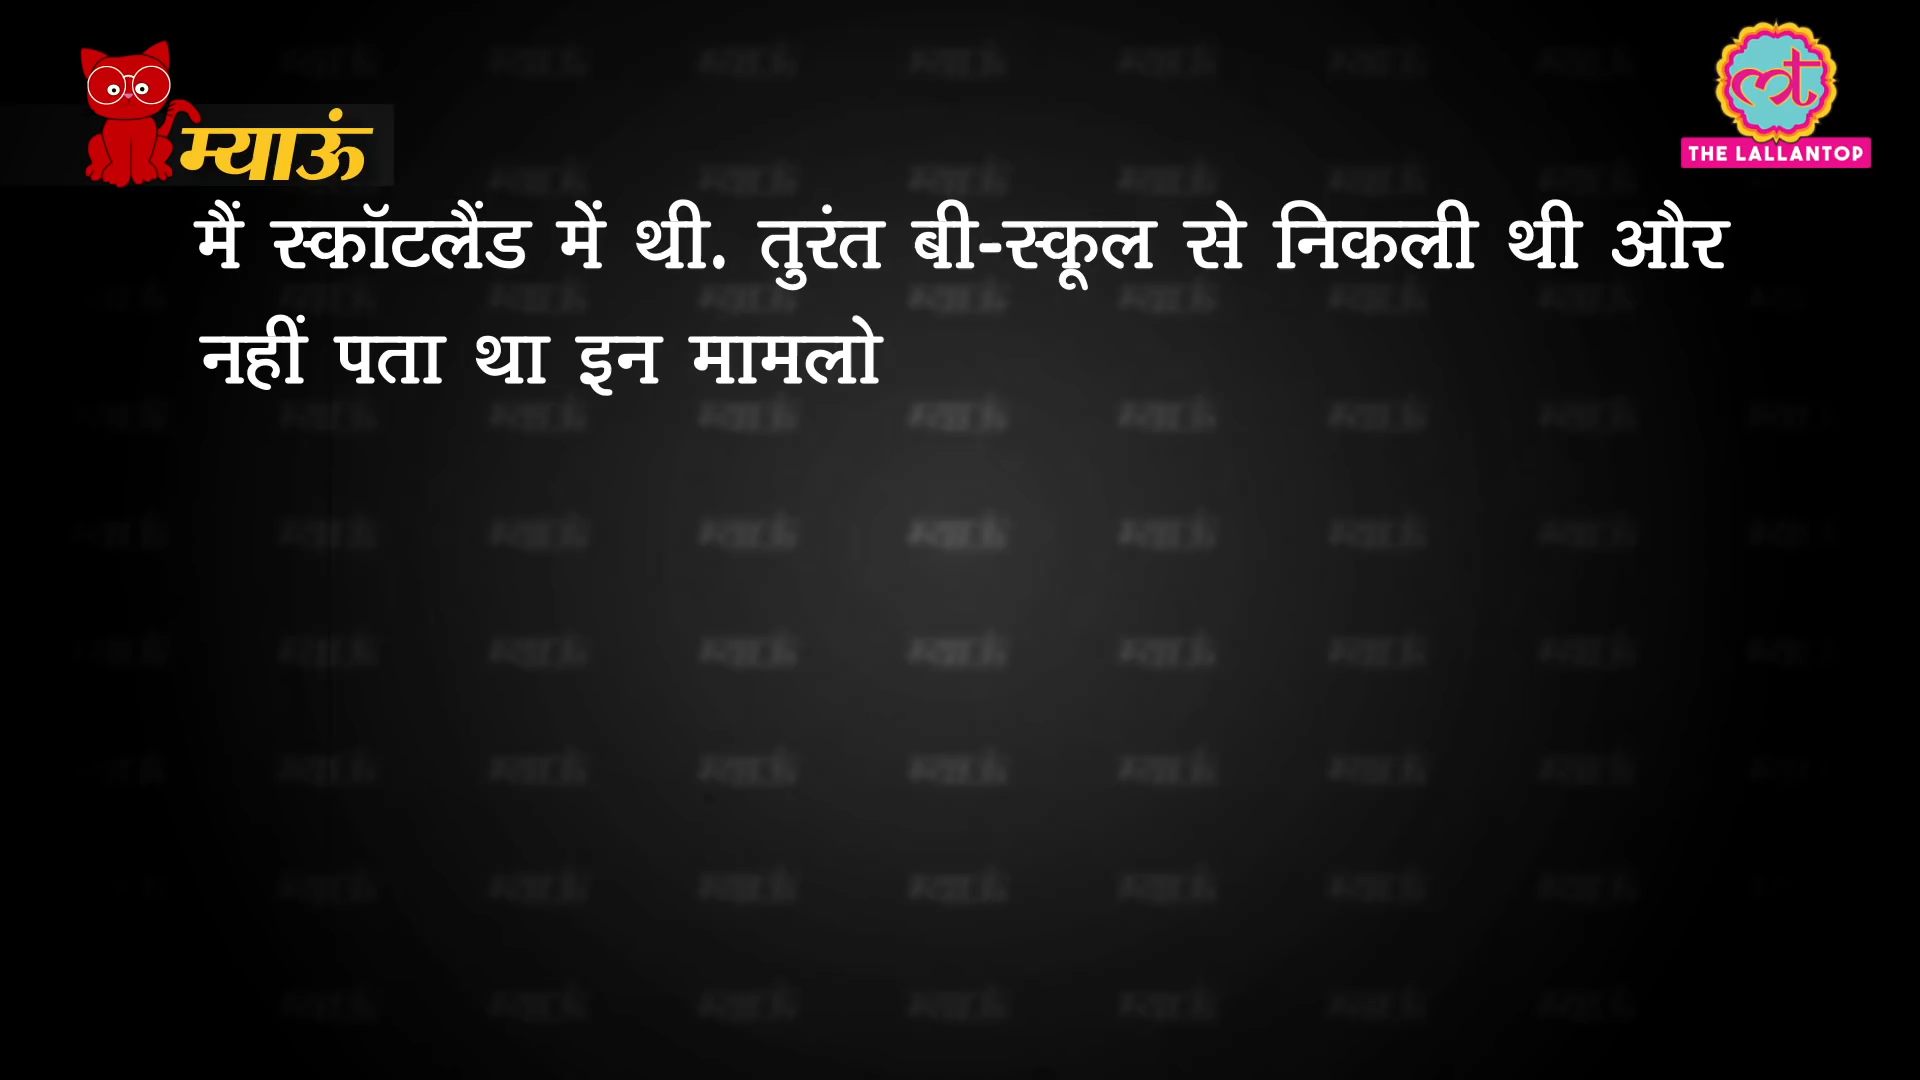 म्याऊं
THE LALLANTOP
मैं स्कॉटलैंड में थी. तुरंत बी-स्कूल से निकली थी और
नहीं पता था इन मामलो